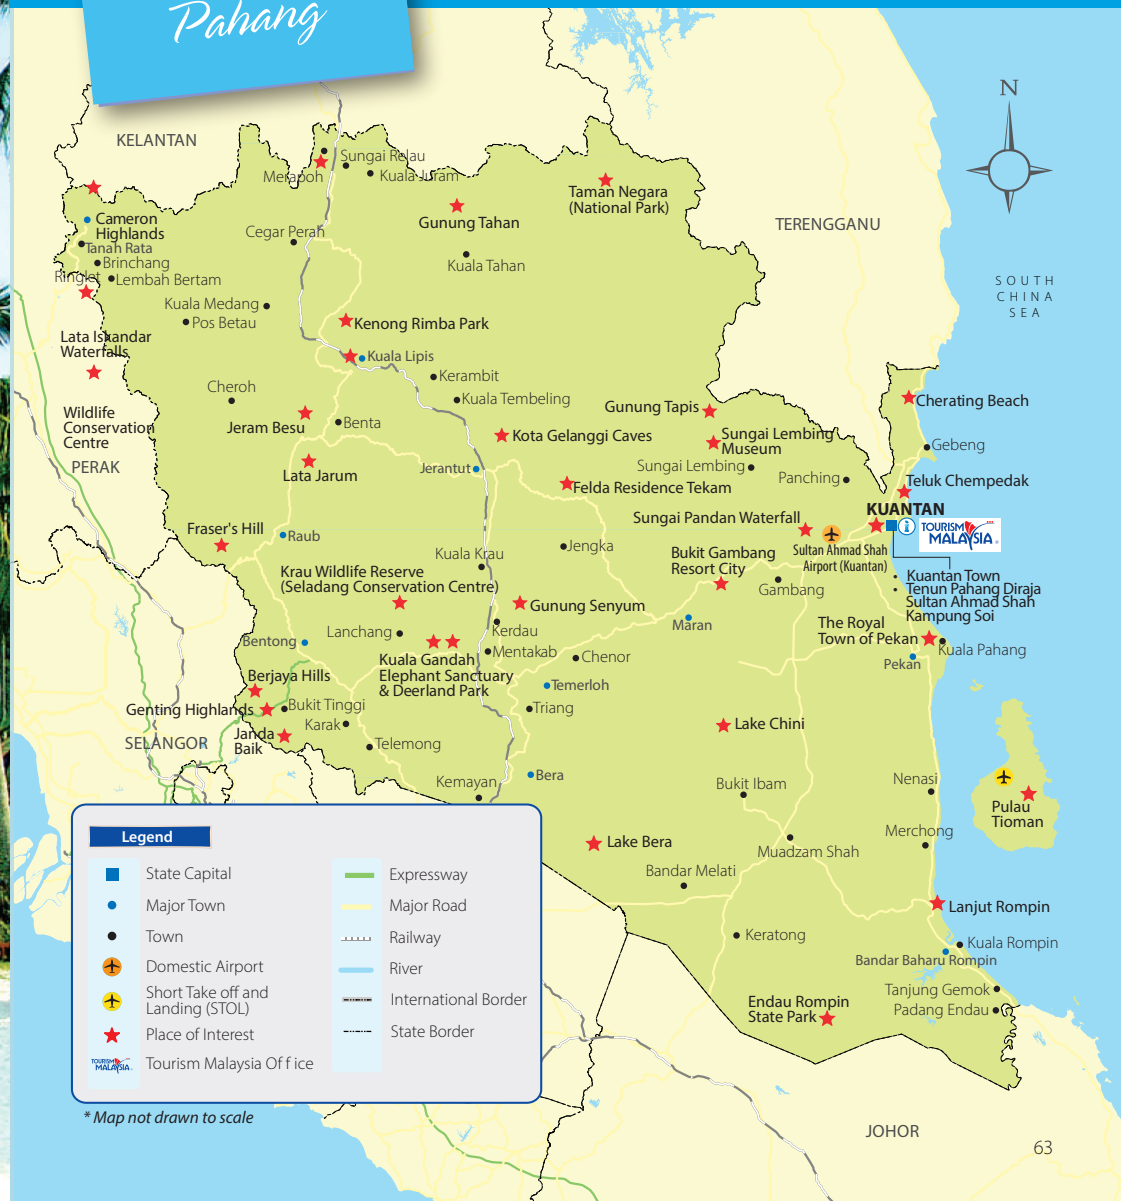 Pahang
N
KELANTAN
Sungai Relau
Merapoh
Kuala Juram
Taman Negara
(National Park)
TERENGGANU
Cameron
Highlands
Gunung Tahan
Cegar Perah
Tanah Rata
Brinchang
Kuala Tahan
Ringlet
Lembah Bertam
SOUTH
CHINA
SEA
Kuala Medang
Pos Betau
Kenong Rimba Park
Lata Iskandar
Waterfalls
Kuala Lipis
Kerambit
Cheroh
Kuala Tembeling
Gunung Tapis
Cherating Beach
Wildlife
Conservation
Centre
Jeram Besu
Benta
Kota Gelanggi Caves
Sungai Lembing
Museum
Gebeng
PERAK
Lata Jarum
Jerantut
Sungai Lembing
Panching
Teluk Chempedak
Felda Residence Tekam
KUANTAN
Fraser's Hill
Raub
Sungai Pandan Waterfall
i
TOURISM
MALAYSIA
Kuala Krau
Jengka
Bukit Gambang
Resort City
Sultan Ahmad Shah
Airport (Kuantan)
Krau Wildlife Reserve
(Seladang Conservation Centre)
Gambang
Kuantan Town
Tenun Pahang Diraja
Sultan Ahmad Shah
Kampung Soi
Gunung Senyum
Lanchang
Kerdau
Maran
The Royal
Town of Pekan
Bentong
Mentakab
Chenor
Kuala Pahang
Kuala Gandah
Elephant Sanctuary
& Deerland Park
Pekan
Berjaya Hills
Temerloh
Genting Highlands
Bukit Tinggi
Triang
Karak
Lake Chini
Janda
Baik
SELANGOR
Telemong
Kemayan
Bera
Bukit Ibam
Nenasi
Pulau
Tioman
Merchong
Lake Bera
Muadzam Shah
Bandar Melati
Lanjut Rompin
Keratong
Kuala Rompin
Bandar Baharu Rompin
Tanjung Gemok
Endau Rompin
State Park
Padang Endau
JOHOR
Legend
State Capital
Major Town
Town
Domestic Airport
Short Take off and
Landing (STOL)
Place of Interest
TOURISM
MALAYSIA
Tourism Malaysia Office
Expressway
Major Road
Railway
River
International Border
State Border
* Map not drawn to scale
63